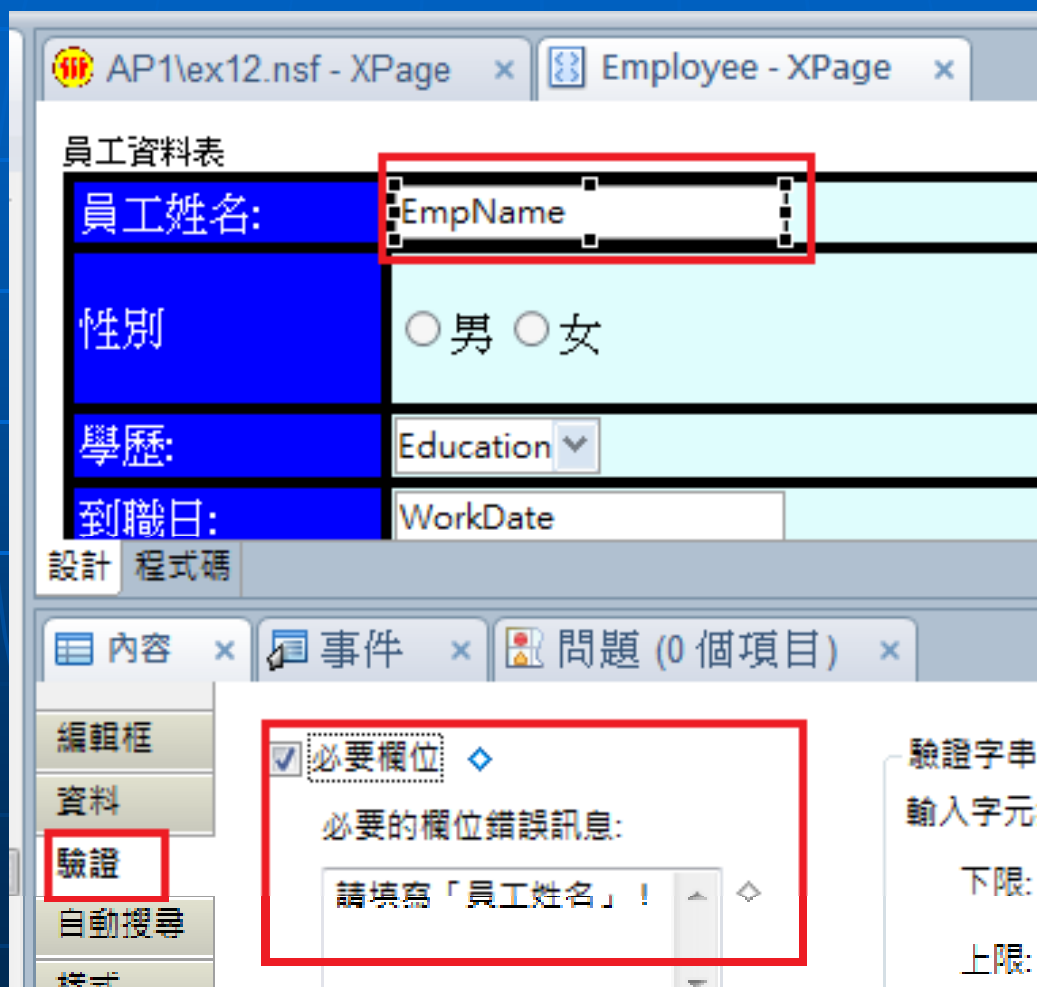 AP1\ex12.nsf - XPage
Employee - XPage
員工資料表
員工姓名:
EmpName
性別
男 女
學歷:
Education
到職日:
WorkDate
設計 程式碼
內容 事件 問題 (0 個項目)
編輯框
資料
驗證
自動搜尋
樣式
必要欄位
必要的欄位錯誤訊息:
請填寫「員工姓名」!
驗證字串
輸入字元
下限:
上限: